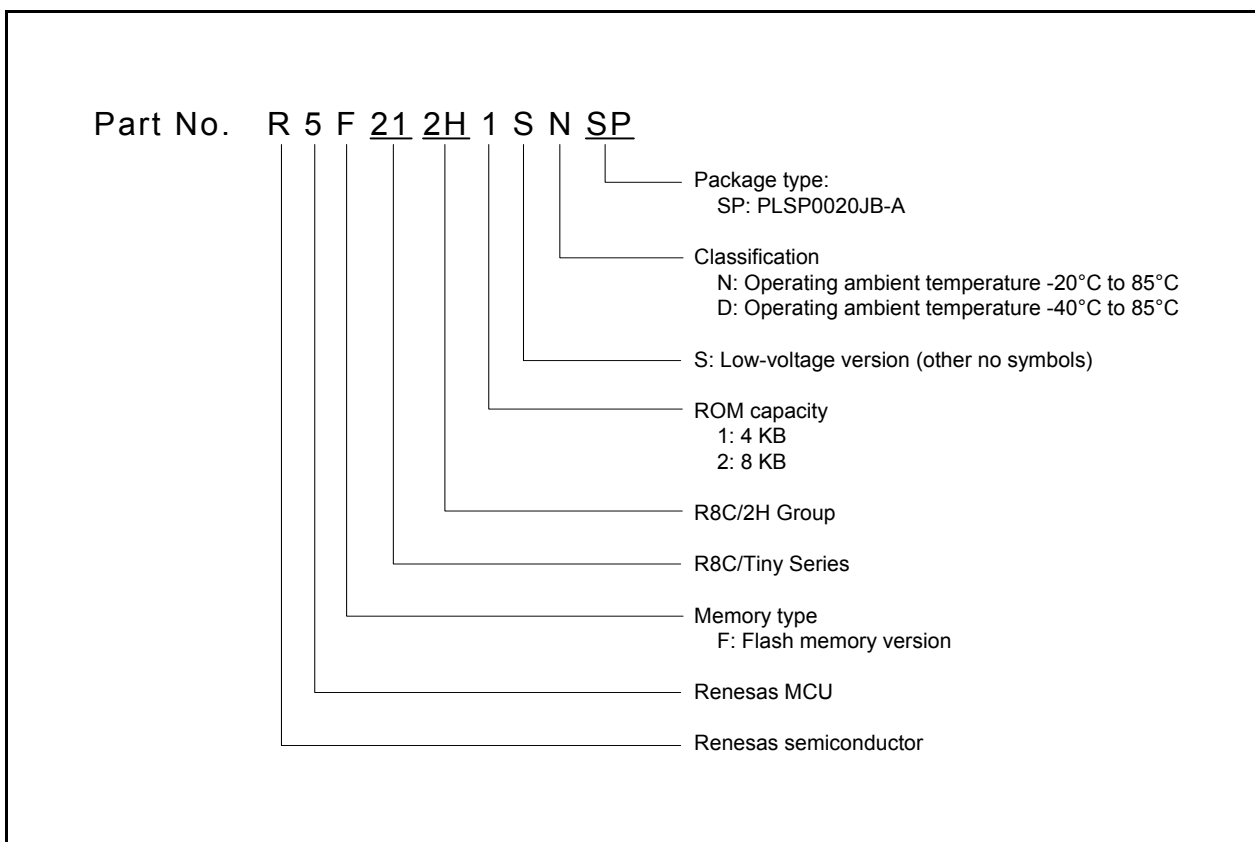 Part No. R 5 F 21 2H 1 S N SP
Package type:
SP: PLSP0020JB-A
Classification
N: Operating ambient temperature -20°C to 85°C
D: Operating ambient temperature -40°C to 85°C
S: Low-voltage version (other no symbols)
ROM capacity
1: 4 KB
2: 8 KB
R8C/2H Group
R8C/Tiny Series
Memory type
F: Flash memory version
Renesas MCU
Renesas semiconductor